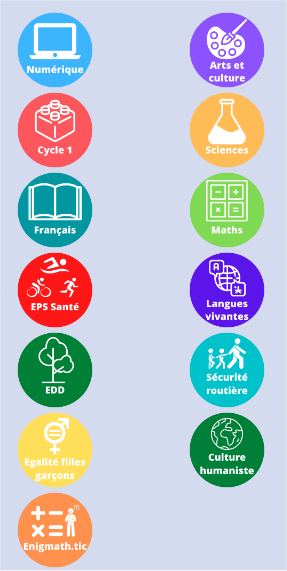 Numérique
Arts et
culture
Cycle 1
Sciences
Français
Maths
EPS Santé
Langues
vivantes
EDD
Sécurité
routière
Egalité filles
garçons
Culture
humaniste
Enigmath.tic